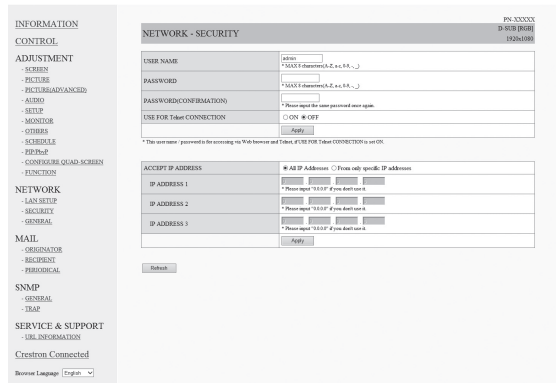 INFORMATION
CONTROL
ADJUSTMENT
- SCREEN
- PICTURE
- PICTURE(ADVANCED)
- AUDIO
- SETUP
- MONITOR
- OTHERS
- SCHEDULE
- PIP/PbyP
- CONFIGURE QUAD-SCREEN
- FUNCTION
NETWORK
- LAN SETUP
- SECURITY
- GENERAL
MAIL
- ORIGINATOR
- RECIPIENT
- PERIODICAL
SNMP
- GENERAL
- TRAP
SERVICE & SUPPORT
- URL INFORMATION
Crestron Connected
Browser Language English
PN-XXXXX
NETWORK - SECURITY
D-SUB [RGB]
1920x1080
USER NAME admin
* MAX 8 characters(A-Z, a-z, 0-9, -, _)
PASSWORD
* MAX 8 characters(A-Z, a-z, 0-9, -, _)
PASSWORD(CONFIRMATION)
* Please input the same password once again.
USE FOR Telnet CONNECTION ON OFF
Apply
* This user name / password is for accessing via Web browser and Telnet, if USE FOR Telnet CONNECTION is set ON.
ACCEPT IP ADDRESS All IP Addresses From only specific IP addresses
IP ADDRESS 1 . . .
* Please input "0.0.0.0" if you don't use it.
IP ADDRESS 2 . . .
* Please input "0.0.0.0" if you don't use it.
IP ADDRESS 3 . . .
* Please input "0.0.0.0" if you don't use it.
Apply
Refresh